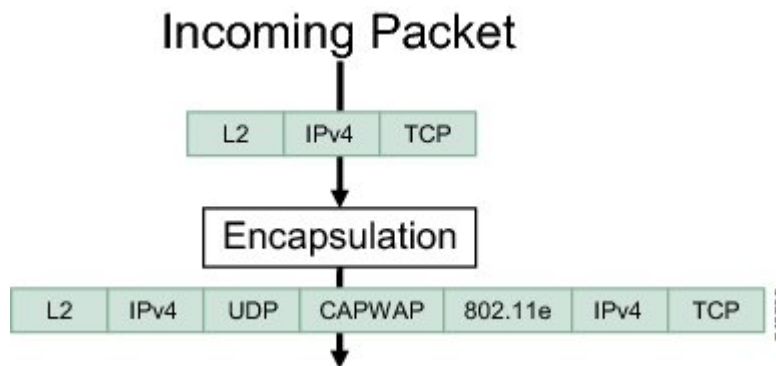 Incoming Packet
L2 IPv4 TCP
Encapsulation
L2 IPv4 UDP CAPWAP 802.11e IPv4 TCP